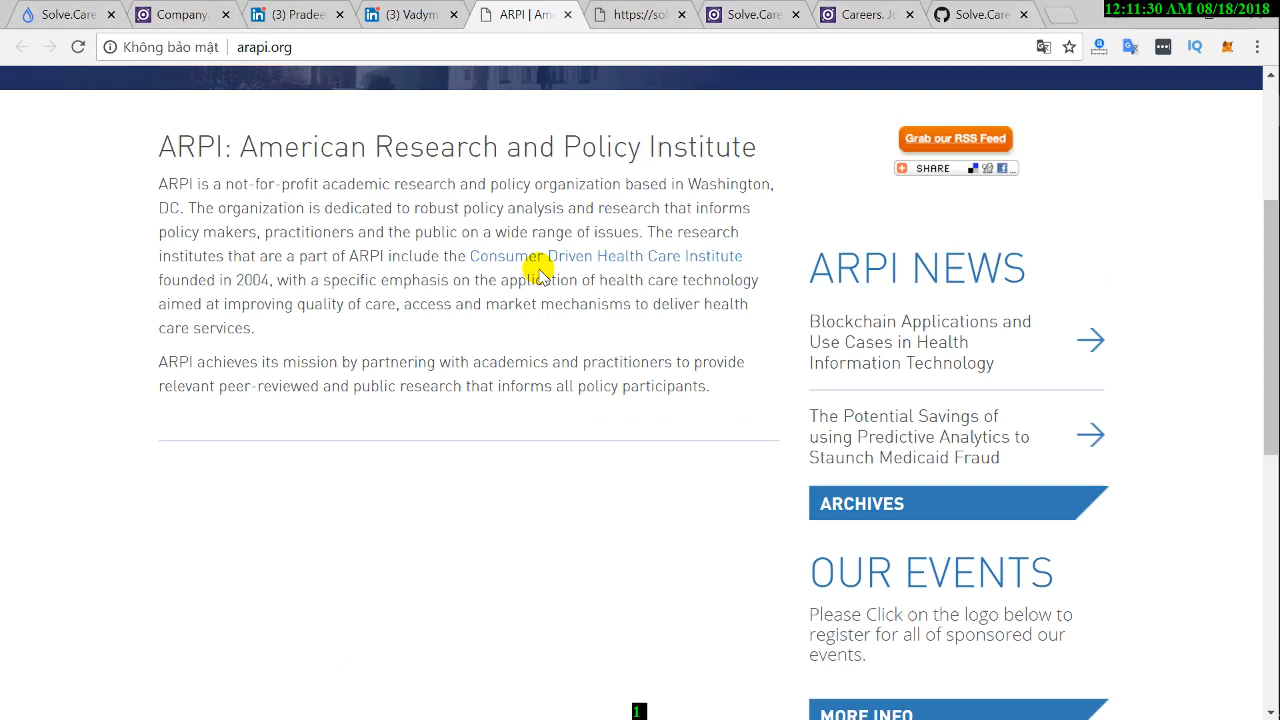 12:11:30 AM 08/18/2018
Solve.Care
Company.
(3) Pradee
(3) Vadym
ARPI | Am
https://sol
Solve.Care
Careers. Jo
Solve.Care
Không bảo mật
arapi.org
IQ
ARPI: American Research and Policy Institute
ARPI is a not-for-profit academic research and policy organization based in Washington,
DC. The organization is dedicated to robust policy analysis and research that informs
policy makers, practitioners and the public on a wide range of issues. The research
institutes that are a part of ARPI include the Consumer Driven Health Care Institute
founded in 2004, with a specific emphasis on the application of health care technology
aimed at improving quality of care, access and market mechanisms to deliver health
care services.
ARPI achieves its mission by partnering with academics and practitioners to provide
relevant peer-reviewed and public research that informs all policy participants.
Grab our RSS Feed
SHARE
ARPI NEWS
Blockchain Applications and
Use Cases in Health
Information Technology
The Potential Savings of
using Predictive Analytics to
Staunch Medicaid Fraud
ARCHIVES
OUR EVENTS
Please Click on the logo below to
register for all of sponsored our
events.
MORE INFO
1